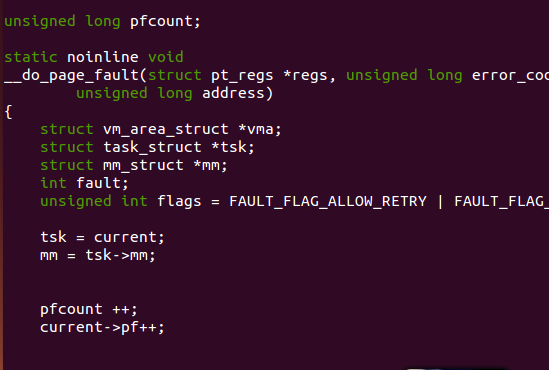 unsigned long pfcount;
static noinline void
__do_page_fault(struct pt_regs *regs, unsigned long error_cod
unsigned long address)
{
struct vm_area_struct *vma;
struct task_struct *tsk;
struct mm_struct *mm;
int fault;
unsigned int flags = FAULT_FLAG_ALLOW_RETRY | FAULT_FLAG_
tsk = current;
mm = tsk->mm;
pfcount ++;
current->pf++;